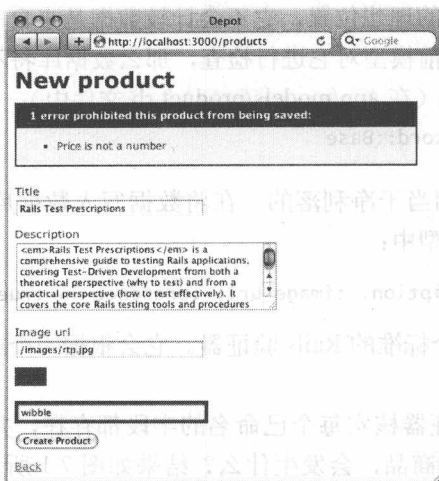 Depot
http://localhost:3000/products
Google
New product
1 error prohibited this product from being saved:
• Price is not a number
Title
Rails Test Prescriptions
Description
<em>Rails Test Prescriptions</em> is a
comprehensive guide to testing Rails applications,
covering Test-Driven Development from both a
theoretical perspective (why to test) and from a
practical perspective (how to test effectively). It
covers the core Rails testing tools and procedures
Image url
/images/rtp.jpg
wibble
Create Product
Back